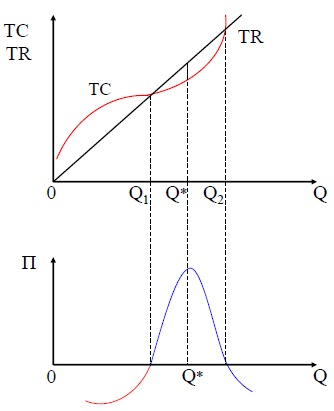 TC
TR
TR
TC
0 Q₁ Q* Q₂ Q
Π
0 Q* Q